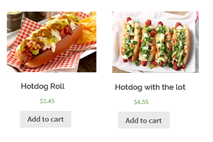 Hotdog Roll
$2.45
Add to cart
Hotdog with the lot
$4.55
Add to cart